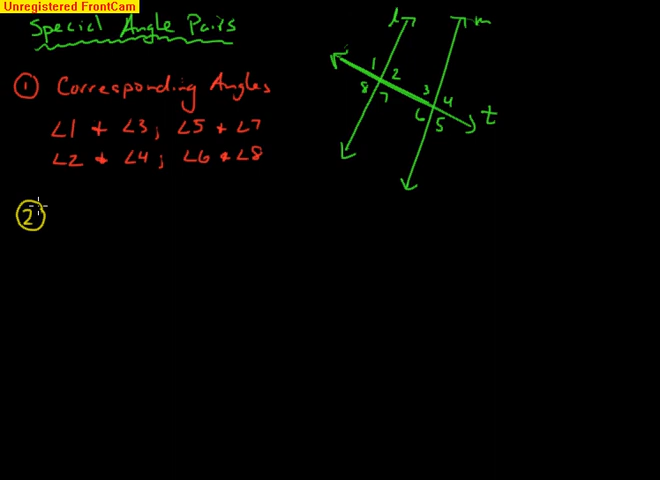 Unregistered FrontCam
Special Angle Pairs
① Corresponding Angles
∠1 + ∠3; ∠5 + ∠7
∠2 + ∠4; ∠6 + ∠8
②
l m
1 2
8 7
3 4
6 5
t